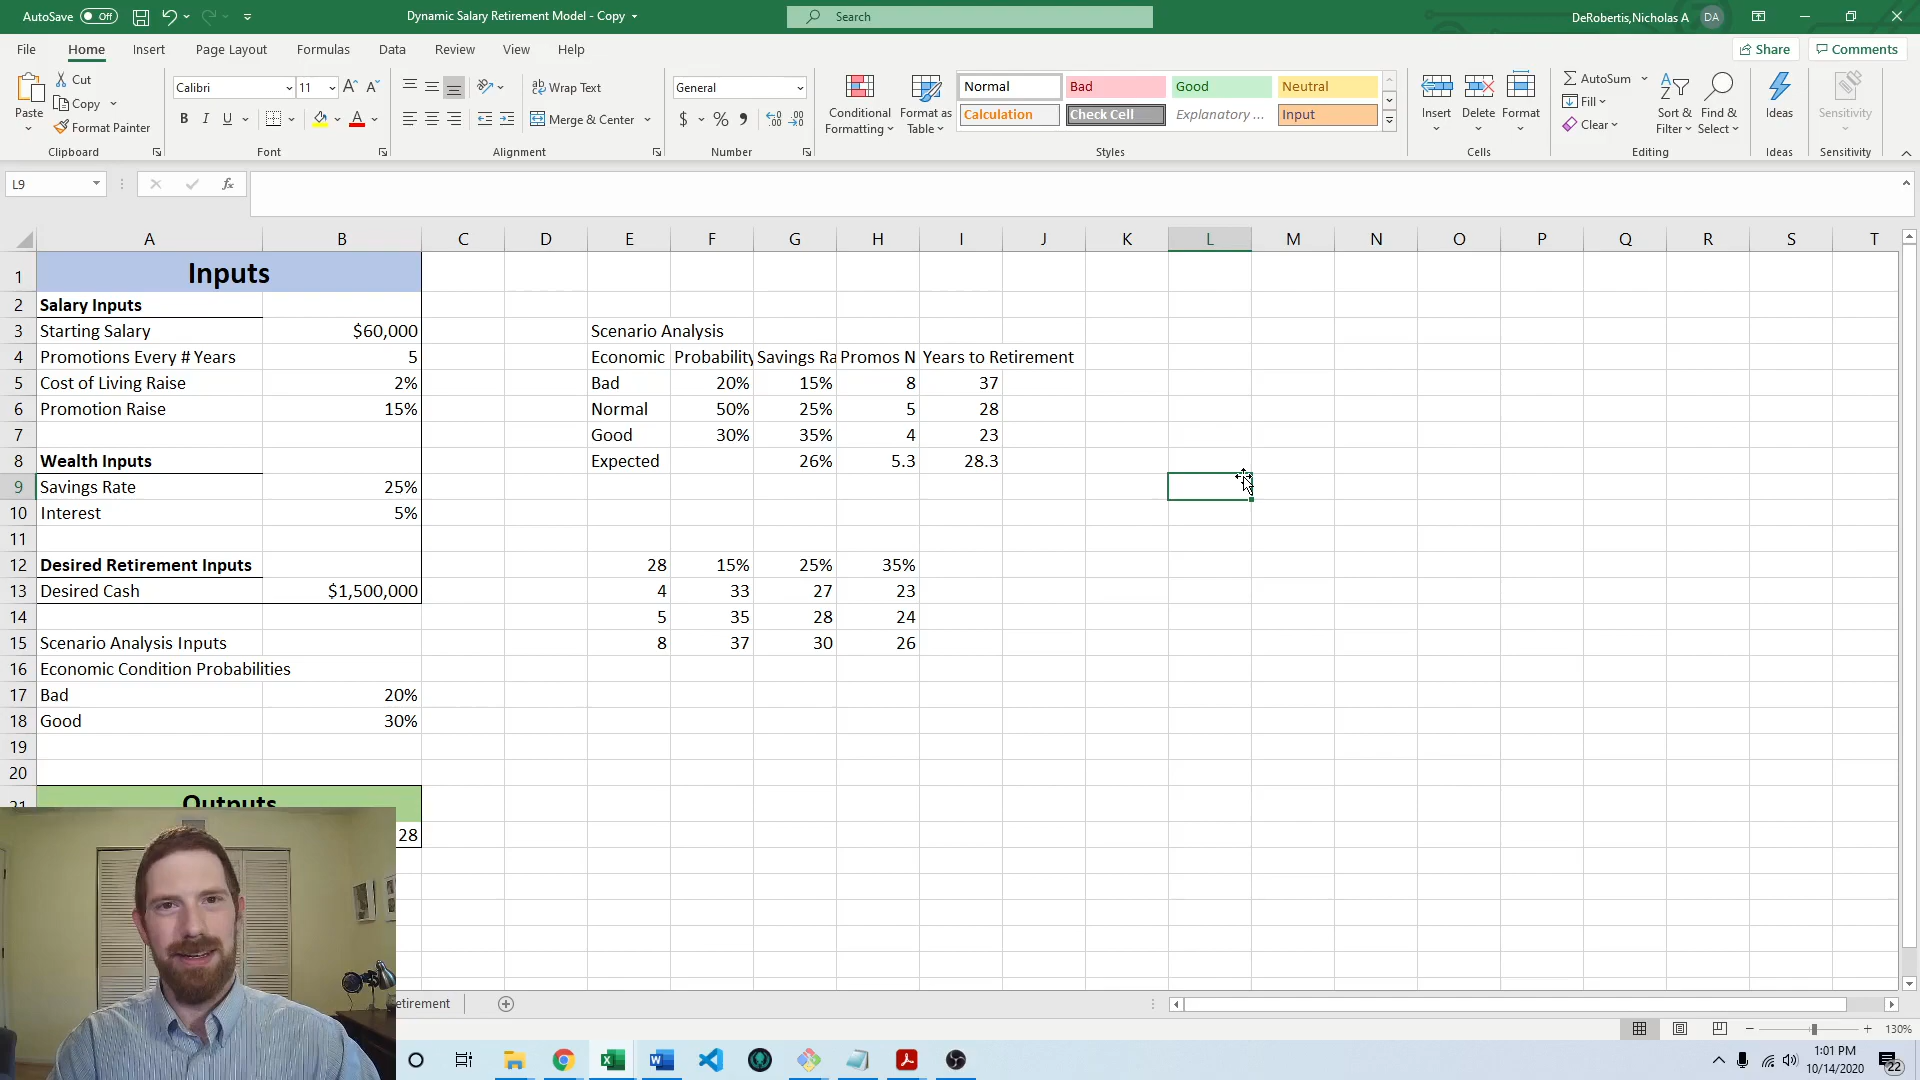 AutoSave Off
Dynamic Salary Retirement Model - Copy
Search
DeRobertis,Nicholas A DA
File Home Insert Page Layout Formulas Data Review View Help
Share Comments
Paste
Cut
Copy
Format Painter
Clipboard
Calibri 11
B I U
Font
Wrap Text
Merge & Center
Alignment
General
$ %
Number
Conditional Formatting
Format as Table
Normal Bad Good Neutral
Calculation Check Cell Explanatory ... Input
Styles
Insert Delete Format
Cells
AutoSum
Fill
Clear
Sort & Filter
Find & Select
Editing
Ideas
Ideas
Sensitivity
Sensitivity
L9 fx
A B C D E F G H I J K L M N O P Q R S T
1 Inputs
2 Salary Inputs
3 Starting Salary $60,000 Scenario Analysis
4 Promotions Every # Years 5 Economic Probability Savings Ra Promos N Years to Retirement
5 Cost of Living Raise 2% Bad 20% 15% 8 37
6 Promotion Raise 15% Normal 50% 25% 5 28
7 Good 30% 35% 4 23
8 Wealth Inputs Expected 26% 5.3 28.3
9 Savings Rate 25%
10 Interest 5%
11
12 Desired Retirement Inputs 28 15% 25% 35%
13 Desired Cash $1,500,000 4 33 27 23
14 5 35 28 24
15 Scenario Analysis Inputs 8 37 30 26
16 Economic Condition Probabilities
17 Bad 20%
18 Good 30%
19
20
21 Outputs
28
etirement
130%
1:01 PM
10/14/2020
22